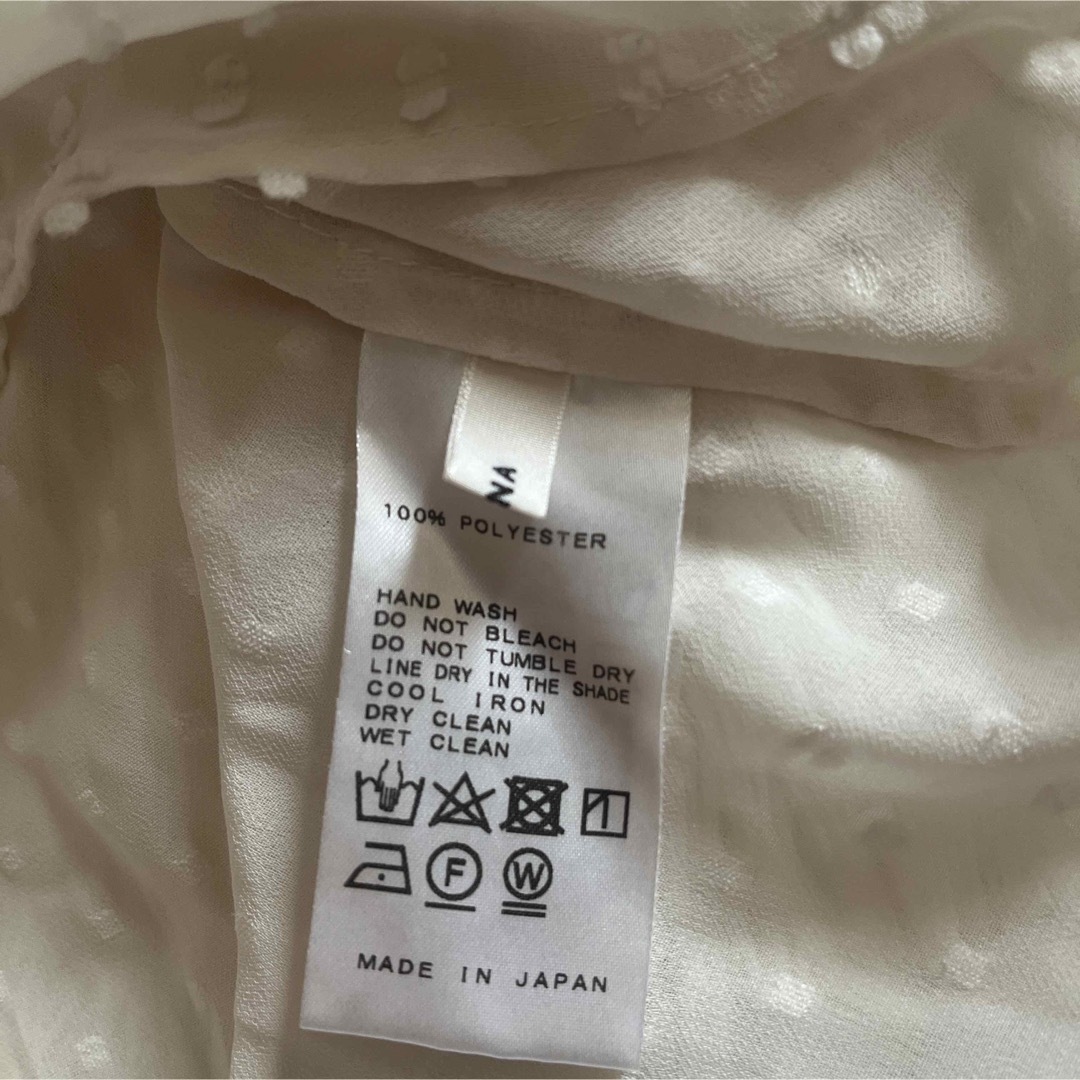 NA
100% POLYESTER
HAND WASH
DO NOT BLEACH
DO NOT TUMBLE DRY
LINE DRY IN THE SHADE
COOL IRON
DRY CLEAN
WET CLEAN
F
W
MADE IN JAPAN